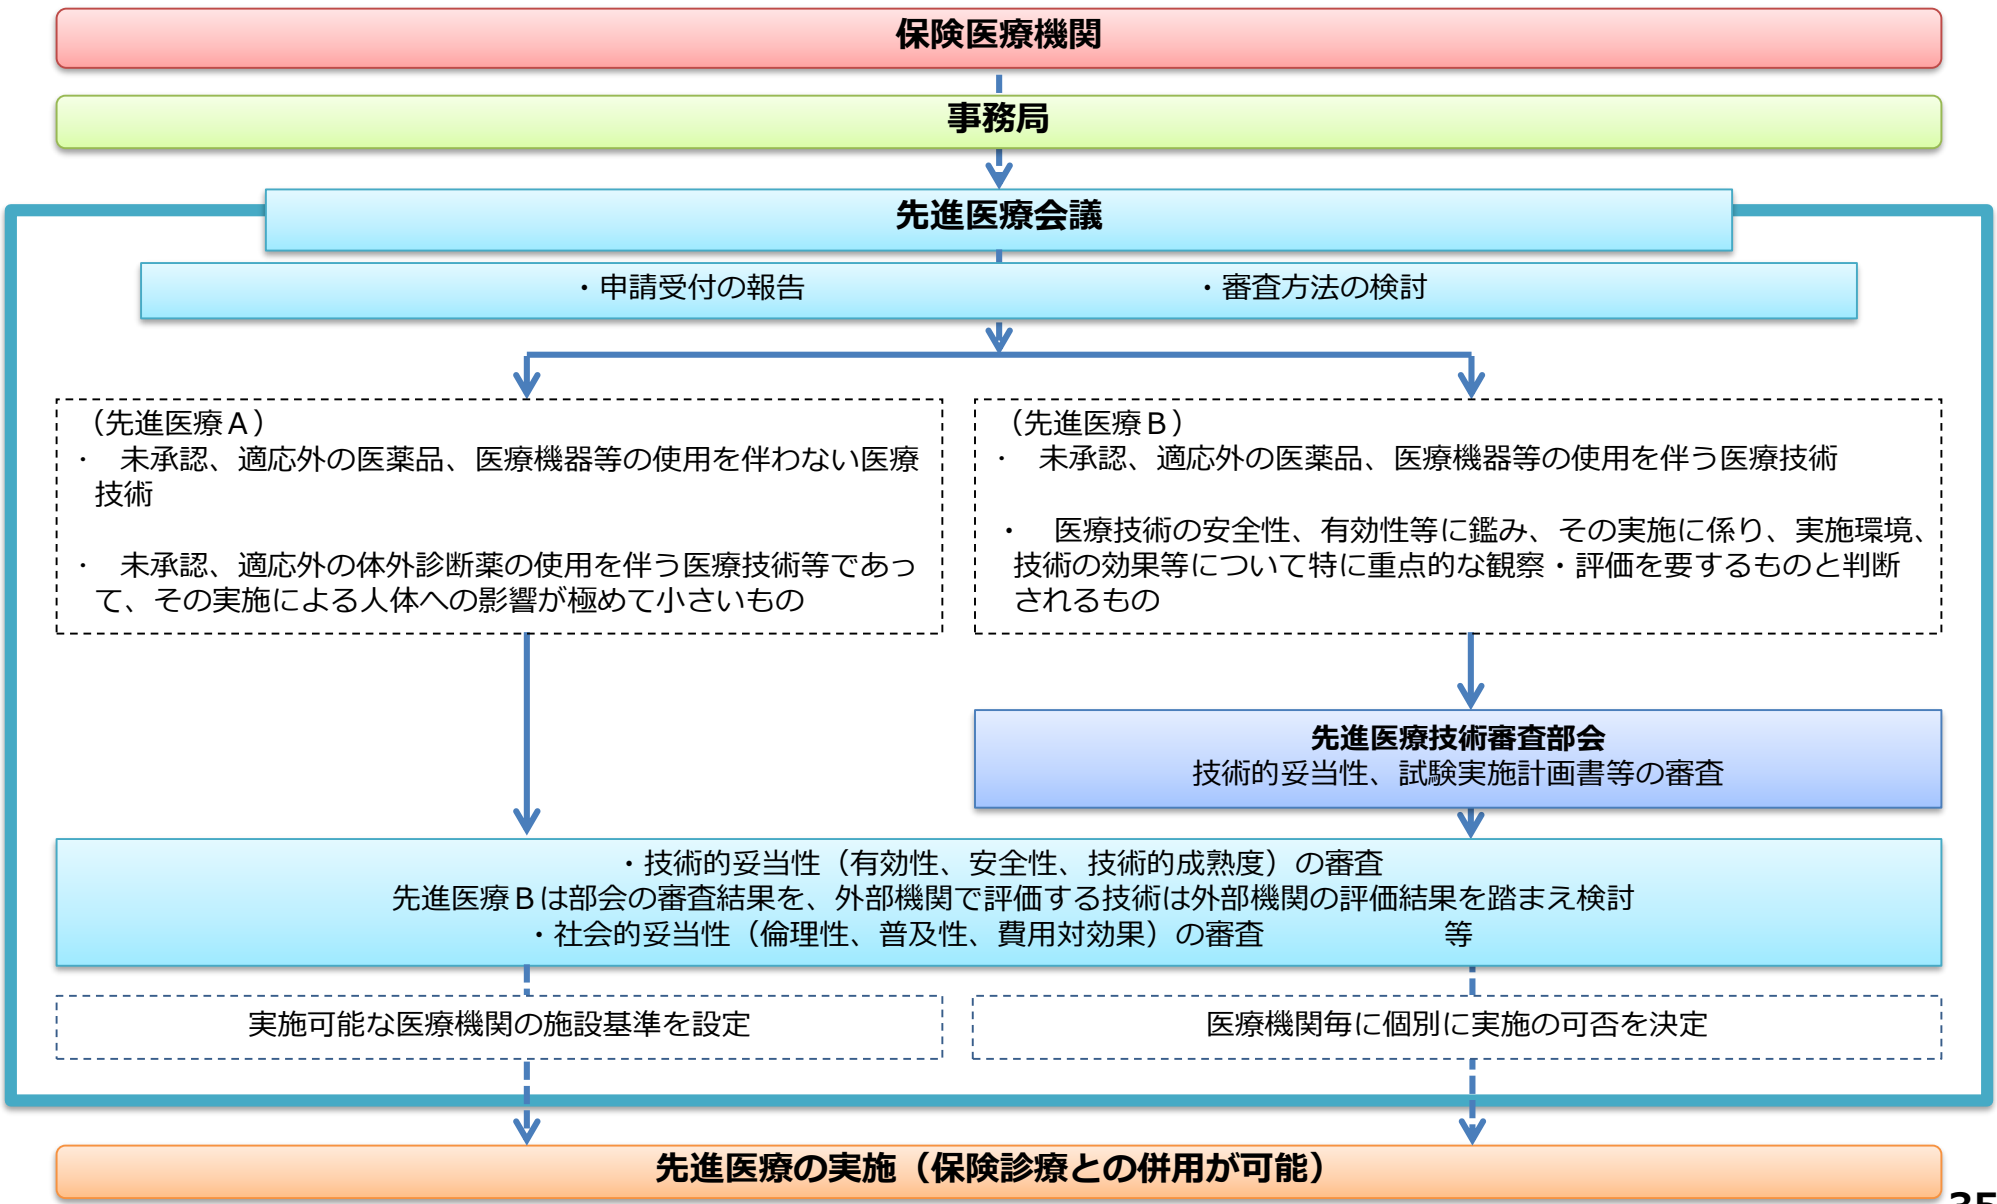 保険医療機関
事務局
先進医療会議
・申請受付の報告　・審査方法の検討
（先進医療Ａ）
・　未承認、適応外の医薬品、医療機器等の使用を伴わない医療
技術
・　未承認、適応外の体外診断薬の使用を伴う医療技術等であっ
て、その実施による人体への影響が極めて小さいもの
（先進医療Ｂ）
・　未承認、適応外の医薬品、医療機器等の使用を伴う医療技術
・　医療技術の安全性、有効性等に鑑み、その実施に係り、実施環境、
技術の効果等について特に重点的な観察・評価を要するものと判断
されるもの
先進医療技術審査部会
技術的妥当性、試験実施計画書等の審査
・技術的妥当性（有効性、安全性、技術的成熟度）の審査
先進医療Ｂは部会の審査結果を、外部機関で評価する技術は外部機関の評価結果を踏まえ検討
・社会的妥当性（倫理性、普及性、費用対効果）の審査　等
実施可能な医療機関の施設基準を設定
医療機関毎に個別に実施の可否を決定
先進医療の実施（保険診療との併用が可能）